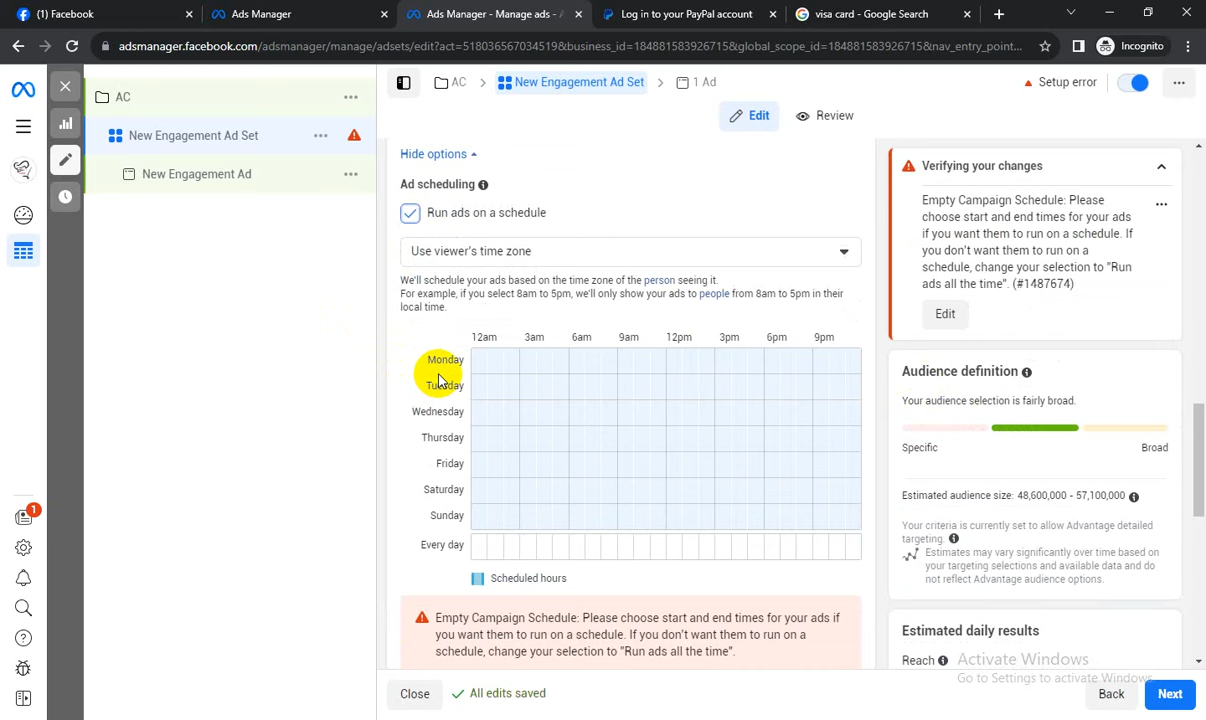 (1) Facebook
Ads Manager
Ads Manager - Manage ads - A
Log in to your PayPal account
visa card - Google Search
adsmanager.facebook.com/adsmanager/manage/adsets/edit?act=518036567034519&business_id=184881583926715&global_scope_id=184881583926715&nav_entry_point...
Incognito
AC
New Engagement Ad Set
New Engagement Ad
1
AC
New Engagement Ad Set
1 Ad
Setup error
Edit
Review
Hide options
Ad scheduling
Run ads on a schedule
Use viewer's time zone
We'll schedule your ads based on the time zone of the person seeing it.
For example, if you select 8am to 5pm, we'll only show your ads to people from 8am to 5pm in their
local time.
12am 3am 6am 9am 12pm 3pm 6pm 9pm
Monday
Tuesday
Wednesday
Thursday
Friday
Saturday
Sunday
Every day
Scheduled hours
Empty Campaign Schedule: Please choose start and end times for your ads if
you want them to run on a schedule. If you don't want them to run on a
schedule, change your selection to "Run ads all the time".
Close
All edits saved
Verifying your changes
Empty Campaign Schedule: Please
choose start and end times for your ads
if you want them to run on a schedule. If
you don't want them to run on a
schedule, change your selection to "Run
ads all the time". (#1487674)
Edit
Audience definition
Your audience selection is fairly broad.
Specific
Broad
Estimated audience size: 48,600,000 - 57,100,000
Your criteria is currently set to allow Advantage detailed
targeting.
Estimates may vary significantly over time based on
your targeting selections and available data and do
not reflect Advantage audience options.
Estimated daily results
Reach
Activate Windows
Go to Settings to activate Windows.
Back
Next